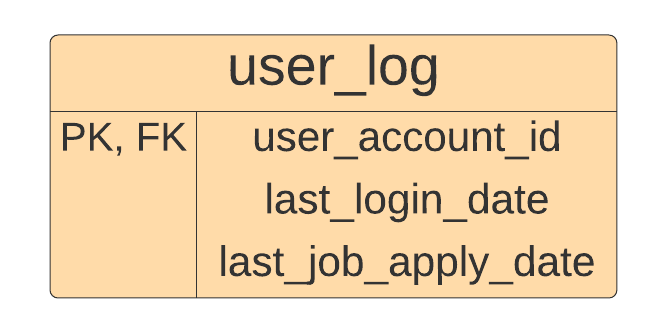 user_log
PK, FK user_account_id
last_login_date
last_job_apply_date